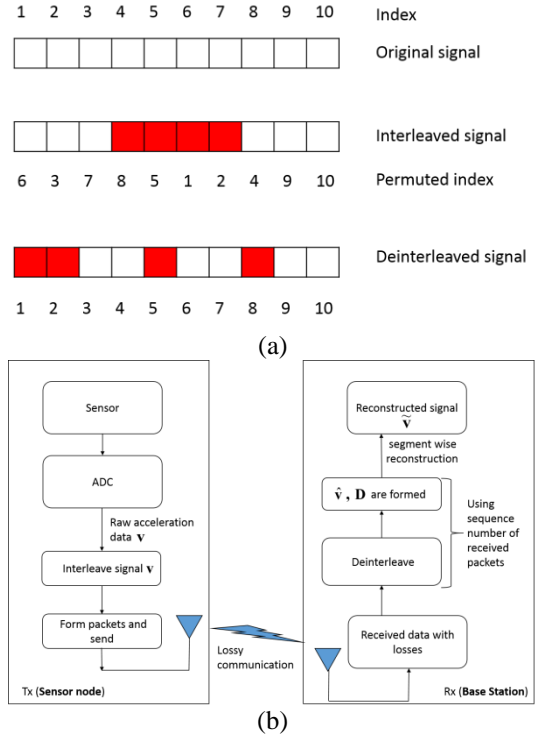 1 2 3 4 5 6 7 8 9 10 Index
Original signal
Interleaved signal
6 3 7 8 5 1 2 4 9 10 Permuted index
Deinterleaved signal
1 2 3 4 5 6 7 8 9 10
(a)
Sensor
ADC
Raw acceleration
data v
Interleave signal v
Form packets and
send
Tx (Sensor node)
Lossy
communication
Reconstructed signal
ṽ
segment wise
reconstruction
v̂ , D are formed
Deinterleave
Using
sequence
number of
received
packets
Received data with
losses
Rx (Base Station)
(b)